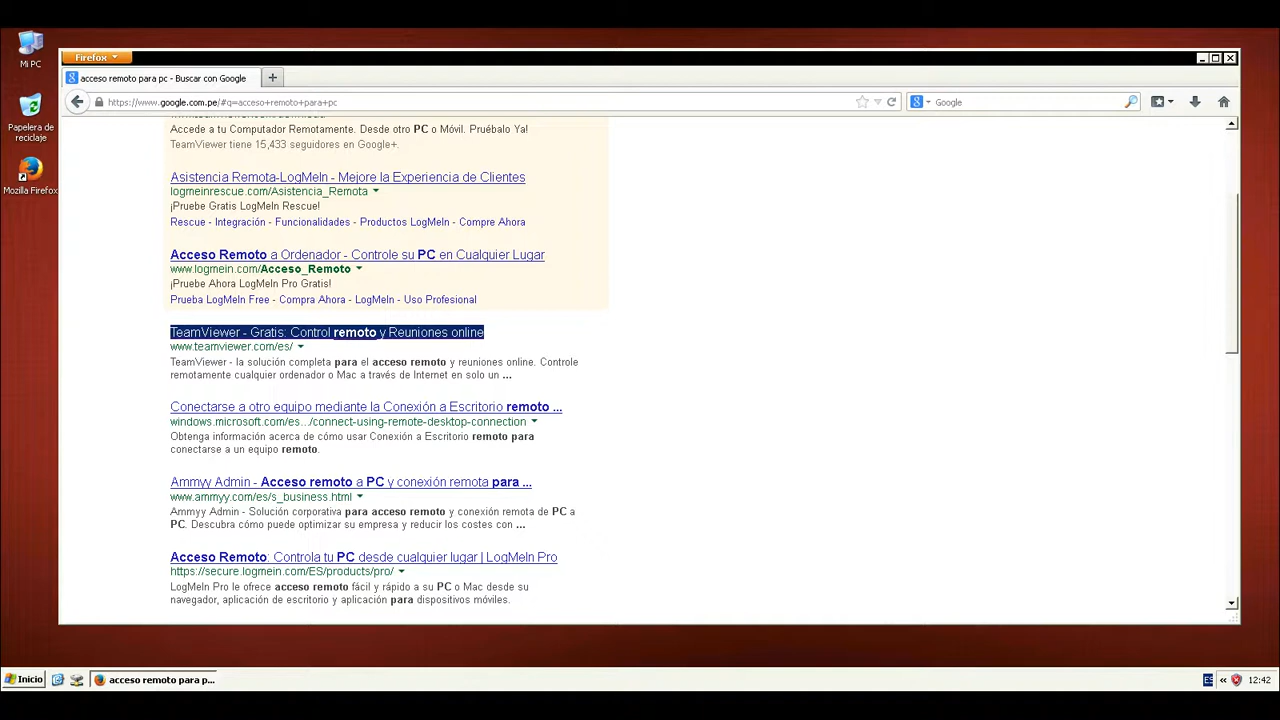 Mi PC
Papelera de
reciclaje
Mozilla Firefox
Firefox
acceso remoto para pc - Buscar con Google
https://www.google.com.pe/#q=acceso+remoto+para+pc
Google
Accede a tu Computador Remotamente. Desde otro PC o Móvil. Pruébalo Ya!
TeamViewer tiene 15,433 seguidores en Google+.
Asistencia Remota-LogMeIn - Mejore la Experiencia de Clientes
logmeinrescue.com/Asistencia_Remota
¡Pruebe Gratis LogMeIn Rescue!
Rescue - Integración - Funcionalidades - Productos LogMeIn - Compre Ahora
Acceso Remoto a Ordenador - Controle su PC en Cualquier Lugar
www.logmein.com/Acceso_Remoto
¡Pruebe Ahora LogMeIn Pro Gratis!
Prueba LogMeIn Free - Compra Ahora - LogMeIn - Uso Profesional
TeamViewer - Gratis: Control remoto y Reuniones online
www.teamviewer.com/es/
TeamViewer - la solución completa para el acceso remoto y reuniones online. Controle
remotamente cualquier ordenador o Mac a través de Internet en solo un ...
Conectarse a otro equipo mediante la Conexión a Escritorio remoto ...
windows.microsoft.com/es.../connect-using-remote-desktop-connection
Obtenga información acerca de cómo usar Conexión a Escritorio remoto para
conectarse a un equipo remoto.
Ammyy Admin - Acceso remoto a PC y conexión remota para ...
www.ammyy.com/es/s_business.html
Ammyy Admin - Solución corporativa para acceso remoto y conexión remota de PC a
PC. Descubra cómo puede optimizar su empresa y reducir los costes con ...
Acceso Remoto: Controla tu PC desde cualquier lugar | LogMeIn Pro
https://secure.logmein.com/ES/products/pro/
LogMeIn Pro le ofrece acceso remoto fácil y rápido a su PC o Mac desde su
navegador, aplicación de escritorio y aplicación para dispositivos móviles.
Inicio
acceso remoto para p...
ES
12:42